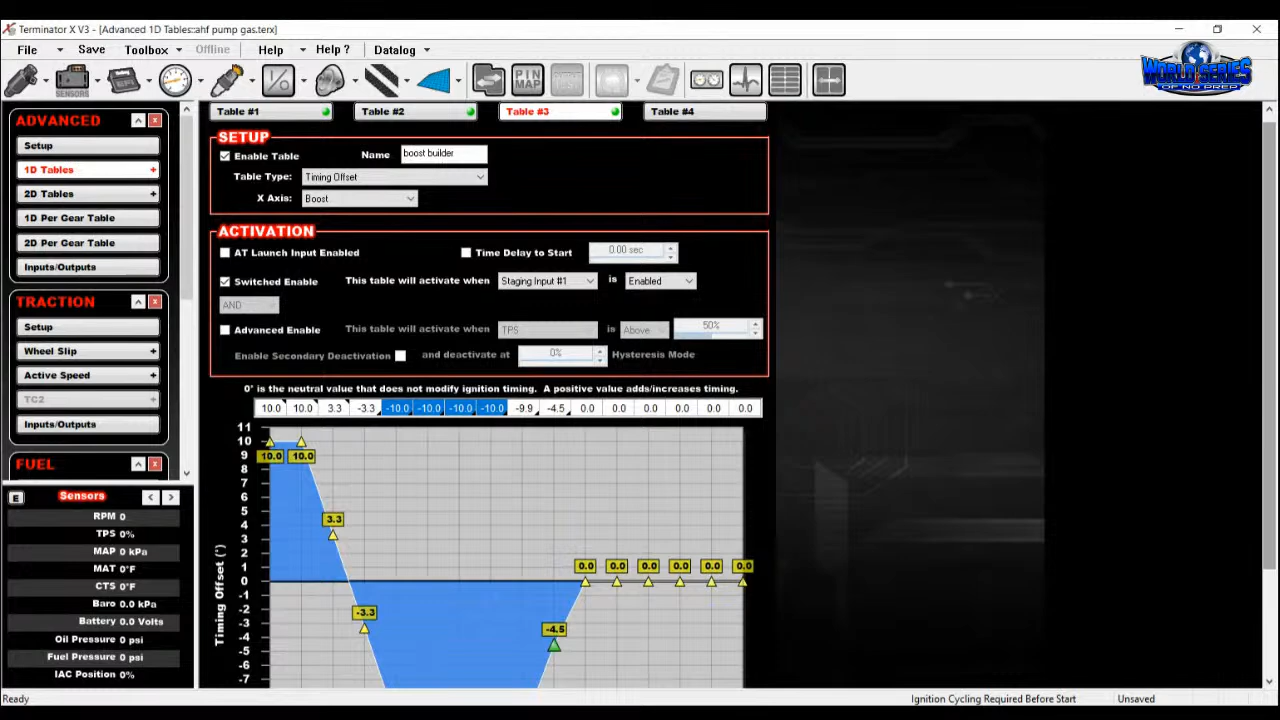 Terminator X V3 - [Advanced 1D Tables::ahf pump gas.terx]
File Save Toolbox Offline Help Help ? Datalog
SENSORS PIN MAP
WORLD SERIES
OF NO PREP
ADVANCED
Setup
1D Tables +
2D Tables +
1D Per Gear Table
2D Per Gear Table
Inputs/Outputs
TRACTION
Setup
Wheel Slip +
Active Speed +
TC2 +
Inputs/Outputs
FUEL
E Sensors < >
RPM 0
TPS 0%
MAP 0 kPa
MAT 0°F
CTS 0°F
Baro 0.0 kPa
Battery 0.0 Volts
Oil Pressure 0 psi
Fuel Pressure 0 psi
IAC Position 0%
Table #1 Table #2 Table #3 Table #4
SETUP
Enable Table Name boost builder
Table Type: Timing Offset
X Axis: Boost
ACTIVATION
AT Launch Input Enabled Time Delay to Start 0.00 sec
Switched Enable This table will activate when Staging Input #1 is Enabled
AND
Advanced Enable This table will activate when TPS is Above 50%
Enable Secondary Deactivation and deactivate at 0% Hysteresis Mode
0° is the neutral value that does not modify ignition timing. A positive value adds/increases timing.
10.0 10.0 3.3 -3.3 -10.0 -10.0 -10.0 -10.0 -9.9 -4.5 0.0 0.0 0.0 0.0 0.0 0.0
11
10
9
8
7
6
5
4
3
2
1
0
-1
-2
-3
-4
-5
-6
-7
Timing Offset (°)
10.0 10.0
3.3
-3.3
-4.5
0.0 0.0 0.0 0.0 0.0 0.0
Ready Ignition Cycling Required Before Start Unsaved